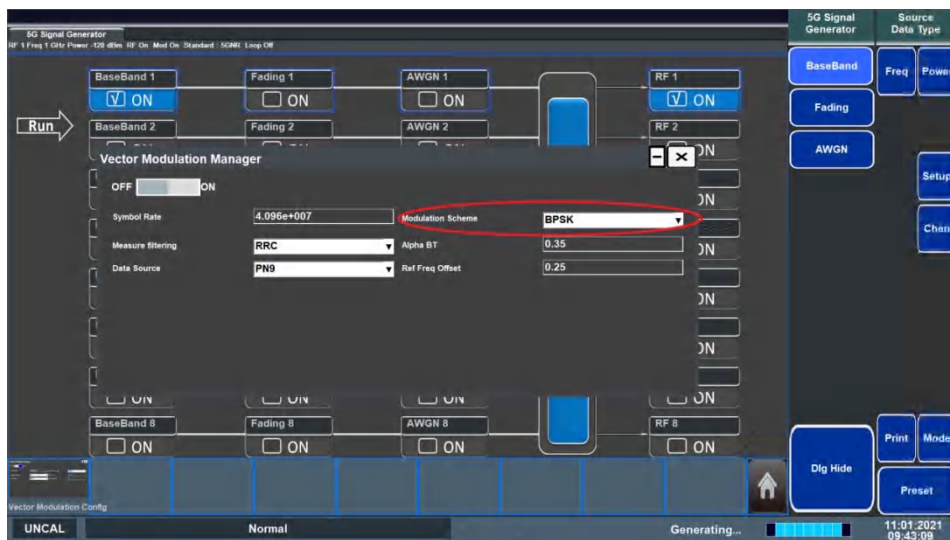 5G Signal Generator
RF 1 Freq 1 GHz Power -120 dBm RF On Mod On Standard : 5GNR Loop Off
Run
BaseBand 1 Fading 1 AWGN 1 RF 1
ON ON ON ON
BaseBand 2 Fading 2 AWGN 2 RF 2
Vector Modulation Manager
OFF ON
Symbol Rate 4.096e+007 Modulation Scheme BPSK
Measure filtering RRC Alpha BT 0.35
Data Source PN9 Ref Freq Offset 0.25
ON
ON
ON
ON
ON
ON
ON ON ON ON
BaseBand 8 Fading 8 AWGN 8 RF 8
ON ON ON ON
Vector Modulation Config
UNCAL Normal Generating...
5G Signal
Generator
BaseBand
Fading
AWGN
Dlg Hide
Source
Data Type
Freq Power
Setup
Chan
Print Mode
Preset
11:01:2021
09:43:09